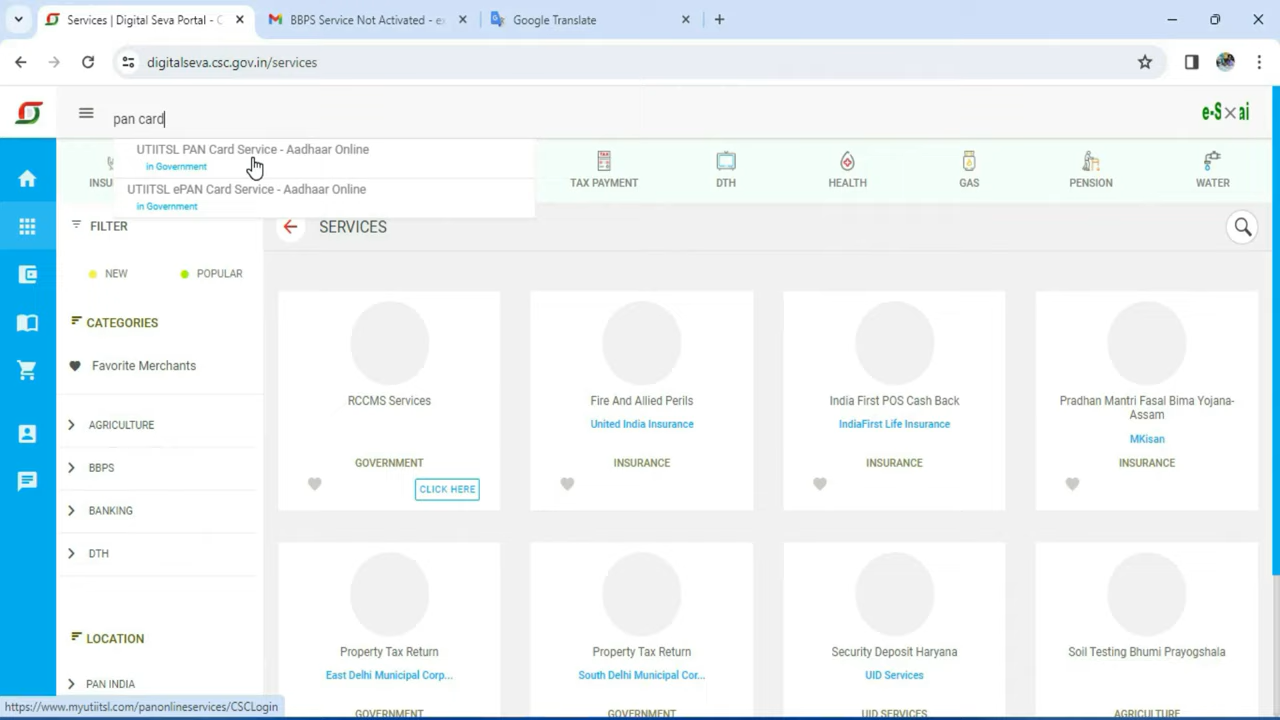 Services | Digital Seva Portal - C
BBPS Service Not Activated - e
Google Translate
digitalseva.csc.gov.in/services
pan card
UTIITSL PAN Card Service - Aadhaar Online
in Government
UTIITSL ePAN Card Service - Aadhaar Online
in Government
INSU
TAX PAYMENT
DTH
HEALTH
GAS
PENSION
WATER
FILTER
SERVICES
NEW
POPULAR
CATEGORIES
Favorite Merchants
AGRICULTURE
BBPS
BANKING
DTH
LOCATION
PAN INDIA
RCCMS Services
GOVERNMENT
CLICK HERE
Fire And Allied Perils
United India Insurance
INSURANCE
India First POS Cash Back
IndiaFirst Life Insurance
INSURANCE
Pradhan Mantri Fasal Bima Yojana-
Assam
MKisan
INSURANCE
Property Tax Return
East Delhi Municipal Corp...
GOVERNMENT
Property Tax Return
South Delhi Municipal Cor...
GOVERNMENT
Security Deposit Haryana
UID Services
UID SERVICES
Soil Testing Bhumi Prayogshala
AGRICULTURE
https://www.myutiitsl.com/panonlineservices/CSCLogin